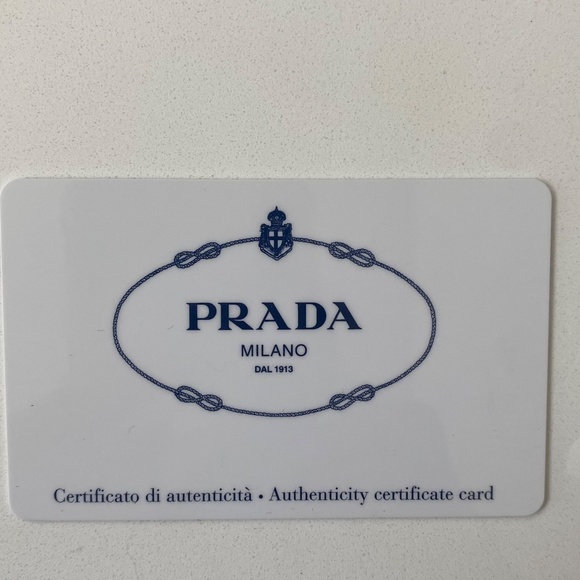 PRADA
MILANO
DAL 1913
Certificato di autenticità • Authenticity certificate card